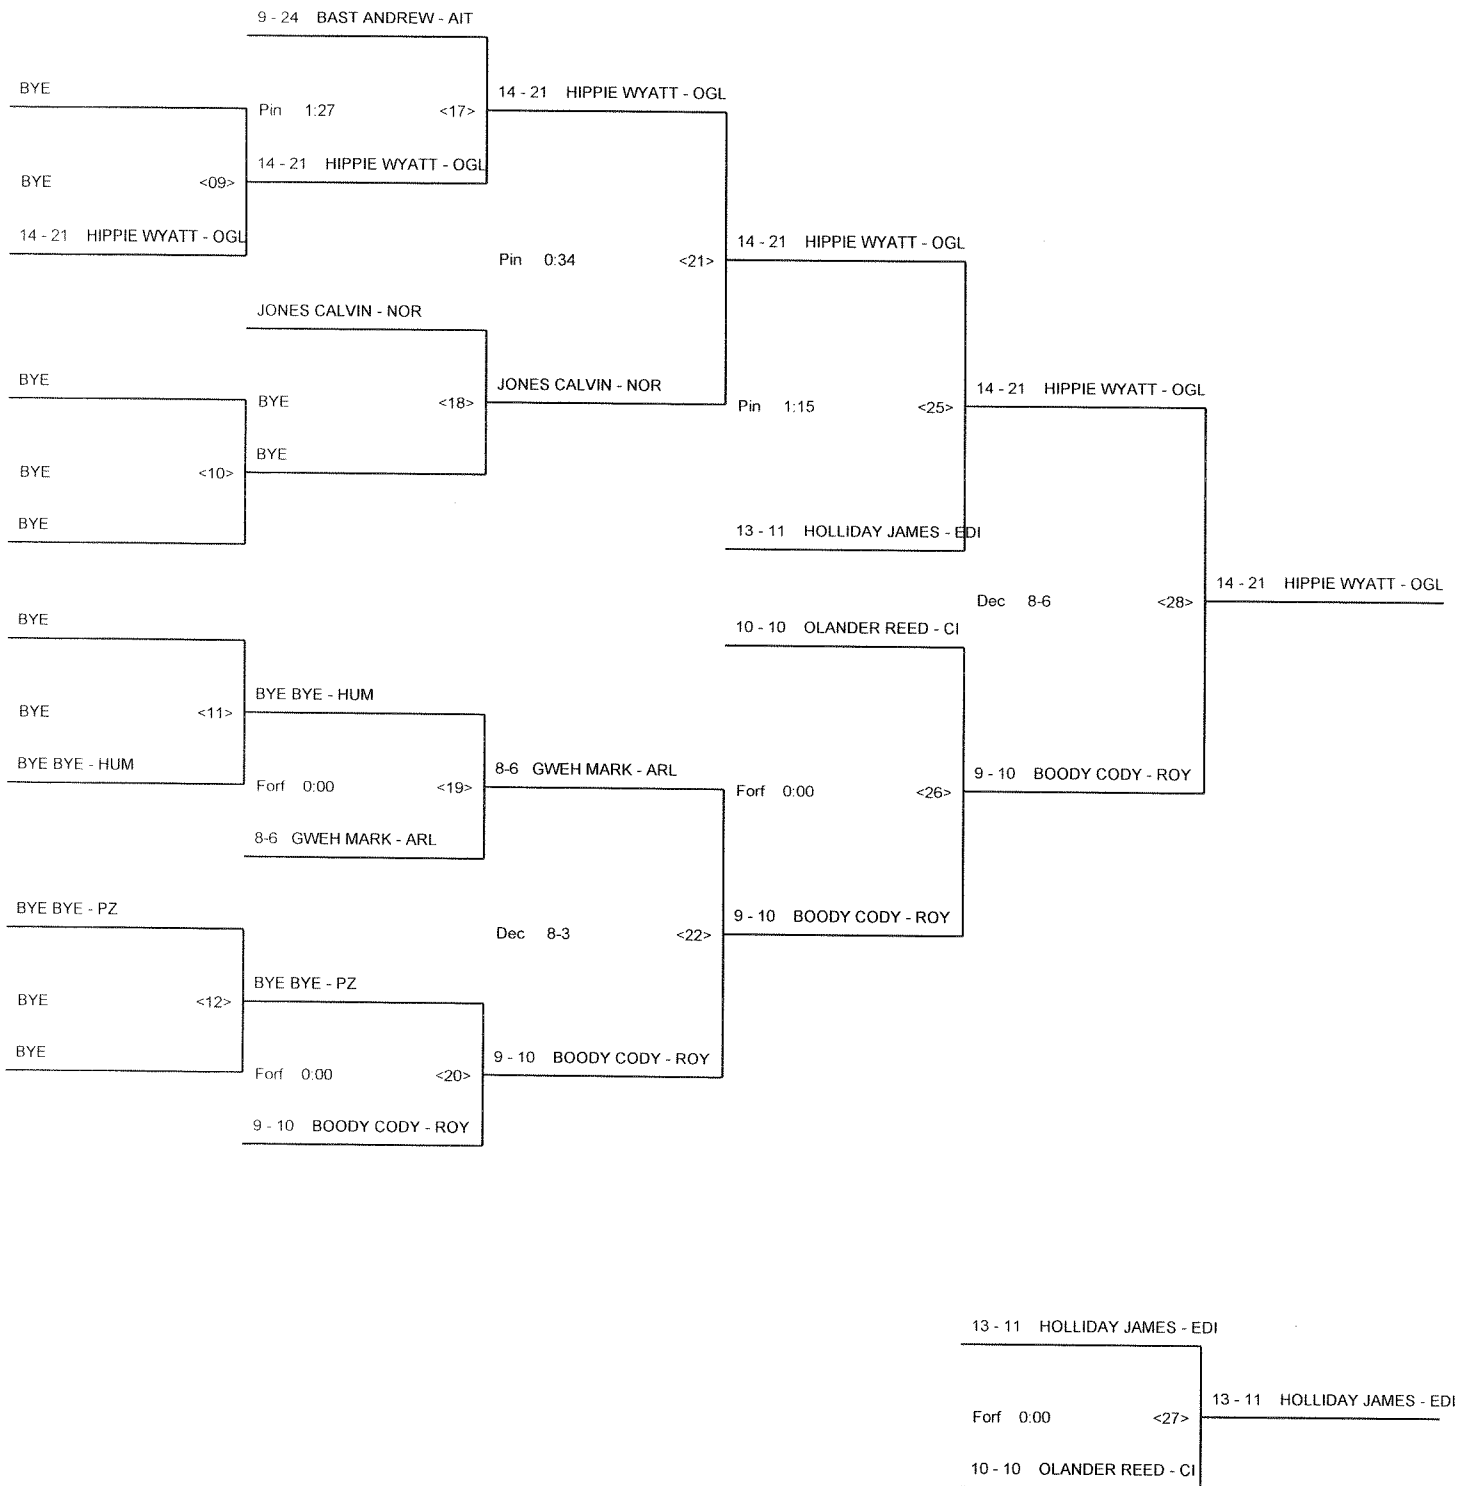 9 - 24 BAST ANDREW - AIT
BYE
14 - 21 HIPPIE WYATT - OGL
Pin 1:27 <17>
14 - 21 HIPPIE WYATT - OGL
BYE <09>
14 - 21 HIPPIE WYATT - OGL
14 - 21 HIPPIE WYATT - OGL
Pin 0:34 <21>
JONES CALVIN - NOR
BYE
JONES CALVIN - NOR
14 - 21 HIPPIE WYATT - OGL
BYE <18>
Pin 1:15 <25>
BYE
BYE <10>
BYE
13 - 11 HOLLIDAY JAMES - EDI
14 - 21 HIPPIE WYATT - OGL
Dec 8-6 <28>
BYE
10 - 10 OLANDER REED - CI
BYE BYE - HUM
BYE <11>
BYE BYE - HUM
8-6 GWEH MARK - ARL
9 - 10 BOODY CODY - ROY
Forf 0:00 <19>
Forf 0:00 <26>
8-6 GWEH MARK - ARL
BYE BYE - PZ
9 - 10 BOODY CODY - ROY
Dec 8-3 <22>
BYE BYE - PZ
BYE <12>
BYE
9 - 10 BOODY CODY - ROY
Forf 0:00 <20>
9 - 10 BOODY CODY - ROY
13 - 11 HOLLIDAY JAMES - EDI
13 - 11 HOLLIDAY JAMES - EDI
Forf 0:00 <27>
10 - 10 OLANDER REED - CI